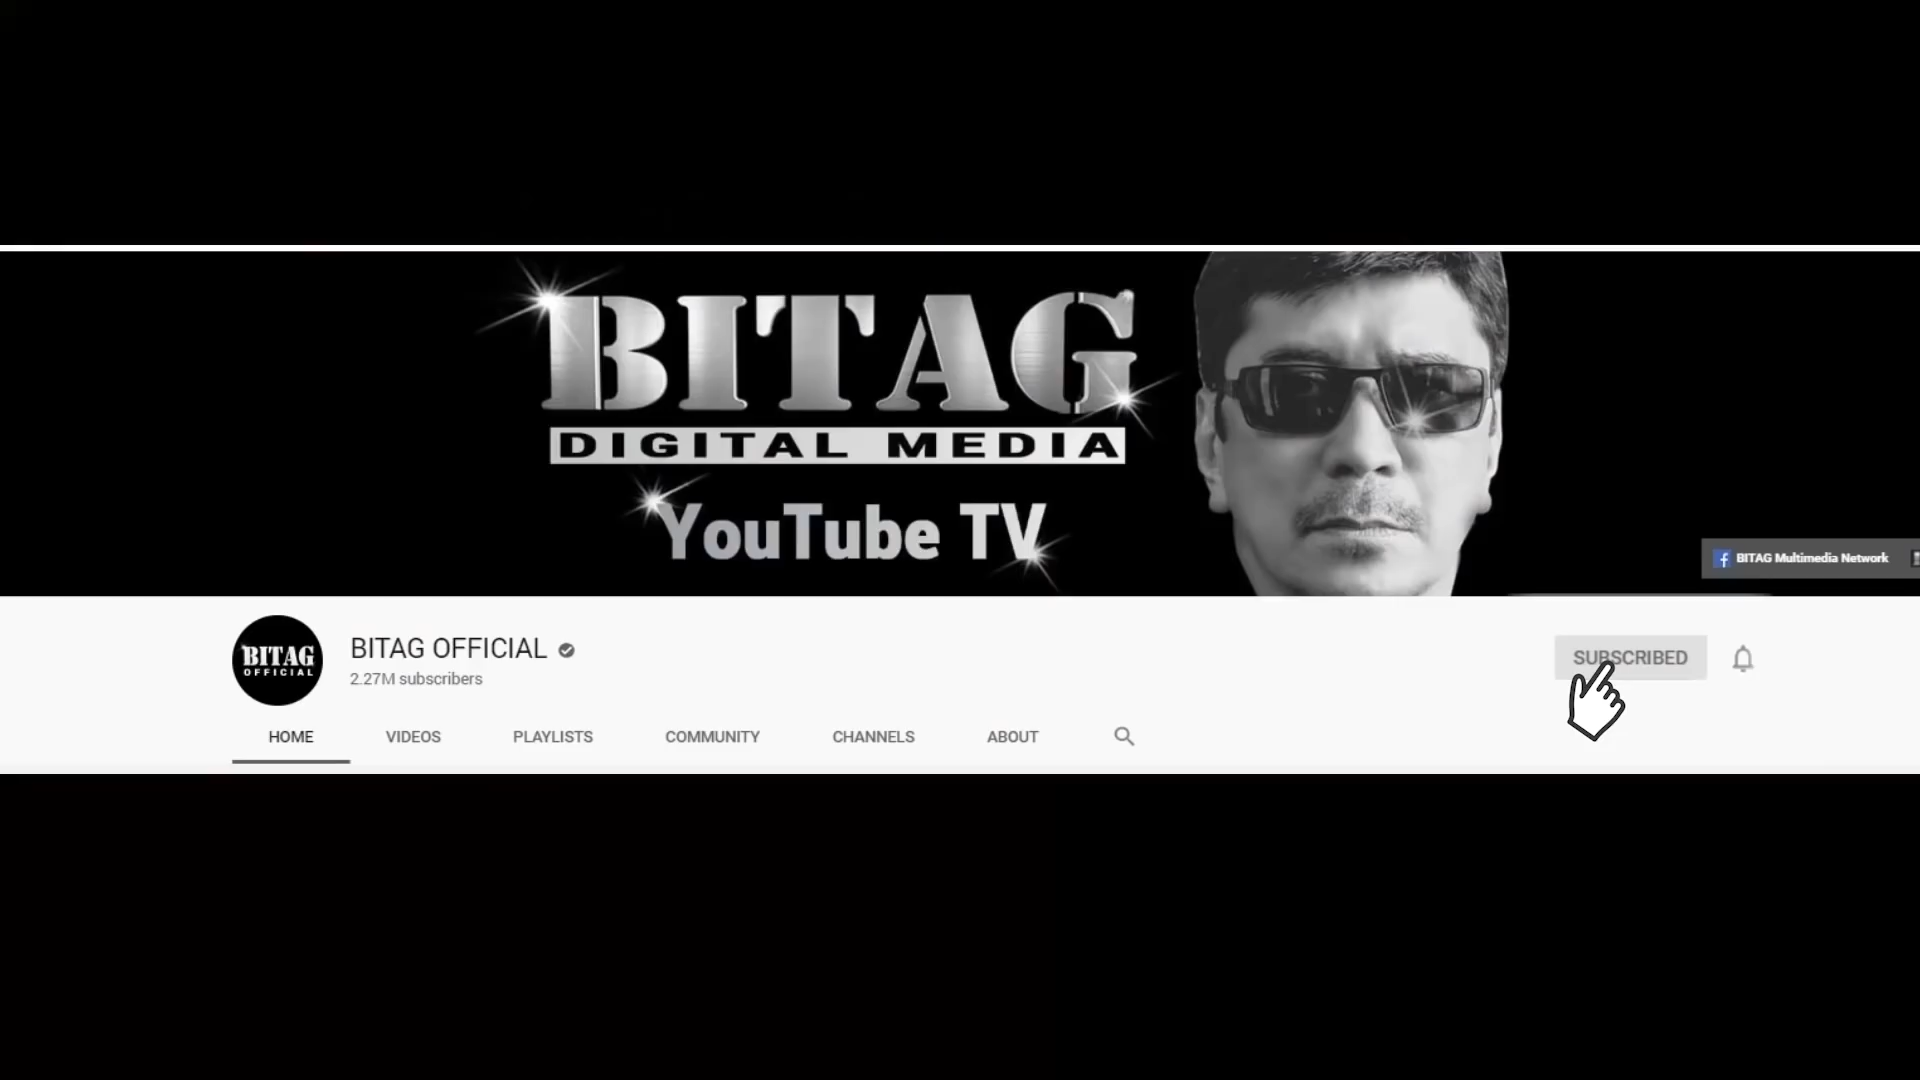 BITAG
DIGITAL MEDIA
YouTube TV
BITAG Multimedia Network
BITAG
OFFICIAL
BITAG OFFICIAL
2.27M subscribers
SUBSCRIBED
HOME
VIDEOS
PLAYLISTS
COMMUNITY
CHANNELS
ABOUT